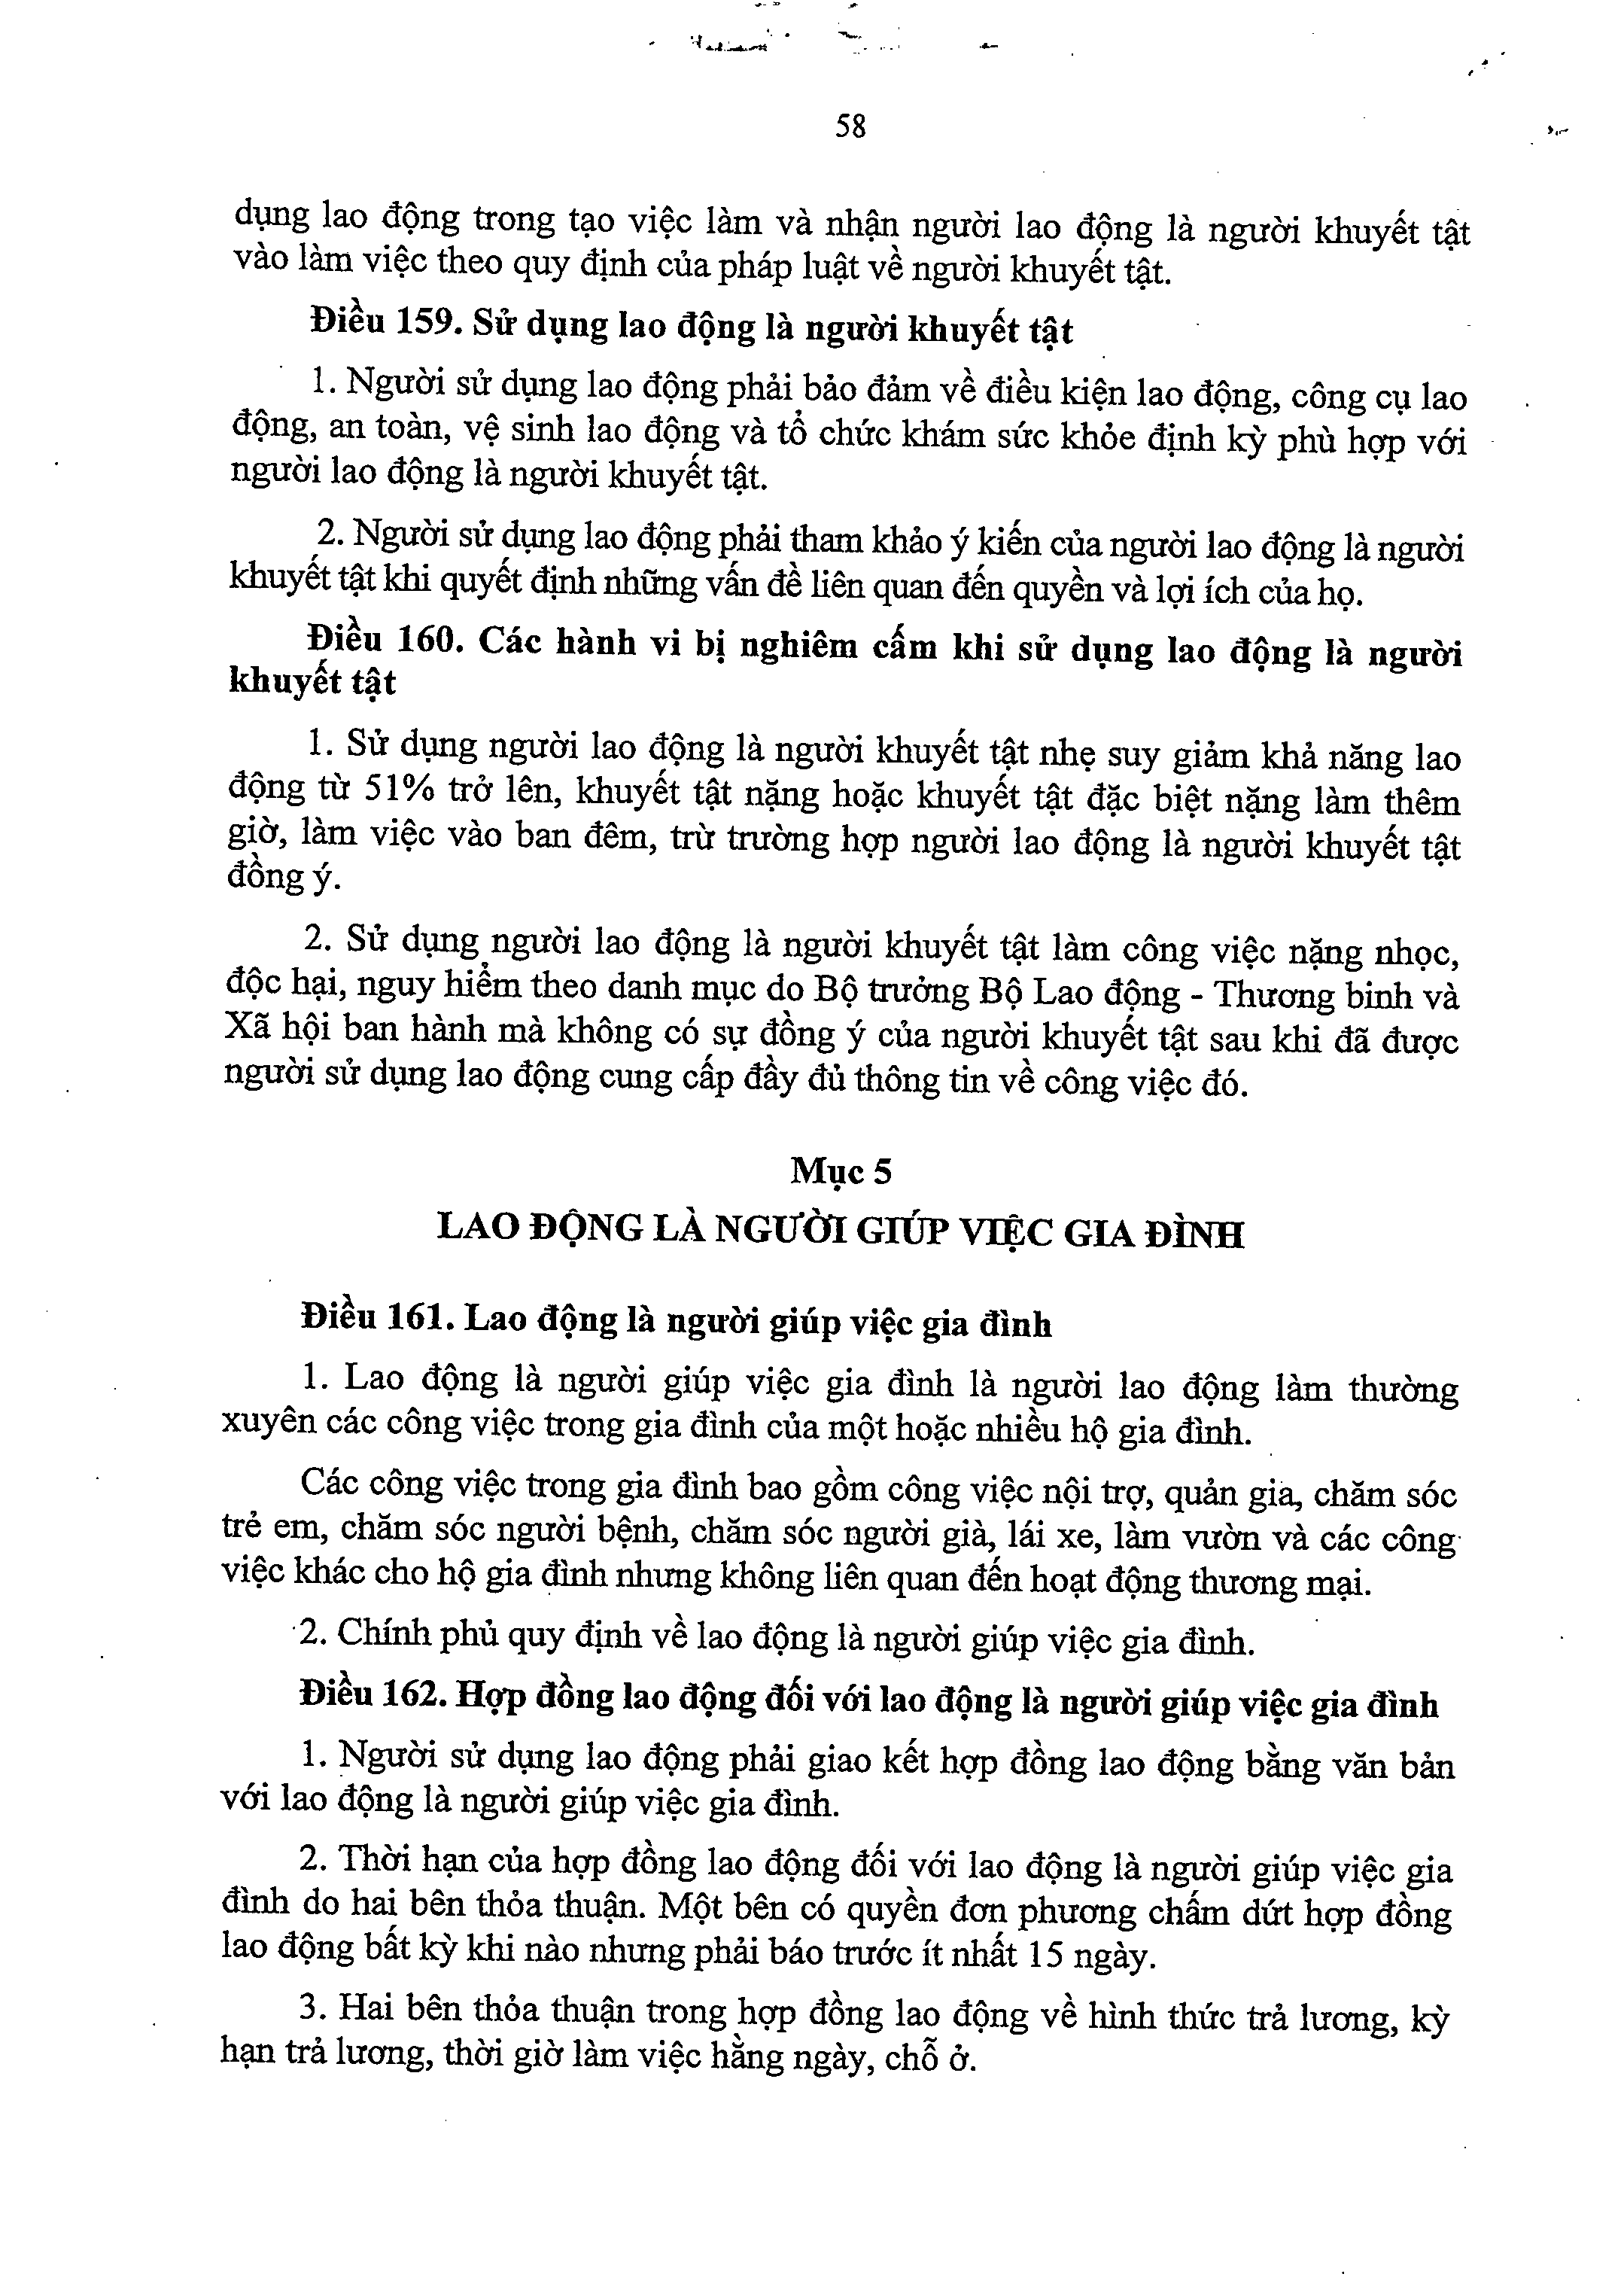 58
dụng lao động trong tạo việc làm và nhận người lao động là người khuyết tật
vào làm việc theo quy định của pháp luật về người khuyết tật.
Điều 159. Sử dụng lao động là người khuyết tật
1. Người sử dụng lao động phải bảo đảm về điều kiện lao động, công cụ lao
động, an toàn, vệ sinh lao động và tổ chức khám sức khỏe định kỳ phù hợp với
người lao động là người khuyết tật.
2. Người sử dụng lao động phải tham khảo ý kiến của người lao động là người
khuyết tật khi quyết định những vấn đề liên quan đến quyền và lợi ích của họ.
Điều 160. Các hành vi bị nghiêm cấm khi sử dụng lao động là người
khuyết tật
1. Sử dụng người lao động là người khuyết tật nhẹ suy giảm khả năng lao
động từ 51% trở lên, khuyết tật nặng hoặc khuyết tật đặc biệt nặng làm thêm
giờ, làm việc vào ban đêm, trừ trường hợp người lao động là người khuyết tật
đồng ý.
2. Sử dụng người lao động là người khuyết tật làm công việc nặng nhọc,
độc hại, nguy hiểm theo danh mục do Bộ trưởng Bộ Lao động - Thương binh và
Xã hội ban hành mà không có sự đồng ý của người khuyết tật sau khi đã được
người sử dụng lao động cung cấp đầy đủ thông tin về công việc đó.
Mục 5
LAO ĐỘNG LÀ NGƯỜI GIÚP VIỆC GIA ĐÌNH
Điều 161. Lao động là người giúp việc gia đình
1. Lao động là người giúp việc gia đình là người lao động làm thường
xuyên các công việc trong gia đình của một hoặc nhiều hộ gia đình.
Các công việc trong gia đình bao gồm công việc nội trợ, quản gia, chăm sóc
trẻ em, chăm sóc người bệnh, chăm sóc người già, lái xe, làm vườn và các công
việc khác cho hộ gia đình nhưng không liên quan đến hoạt động thương mại.
2. Chính phủ quy định về lao động là người giúp việc gia đình.
Điều 162. Hợp đồng lao động đối với lao động là người giúp việc gia đình
1. Người sử dụng lao động phải giao kết hợp đồng lao động bằng văn bản
với lao động là người giúp việc gia đình.
2. Thời hạn của hợp đồng lao động đối với lao động là người giúp việc gia
đình do hai bên thỏa thuận. Một bên có quyền đơn phương chấm dứt hợp đồng
lao động bất kỳ khi nào nhưng phải báo trước ít nhất 15 ngày.
3. Hai bên thỏa thuận trong hợp đồng lao động về hình thức trả lương, kỳ
hạn trả lương, thời giờ làm việc hằng ngày, chỗ ở.